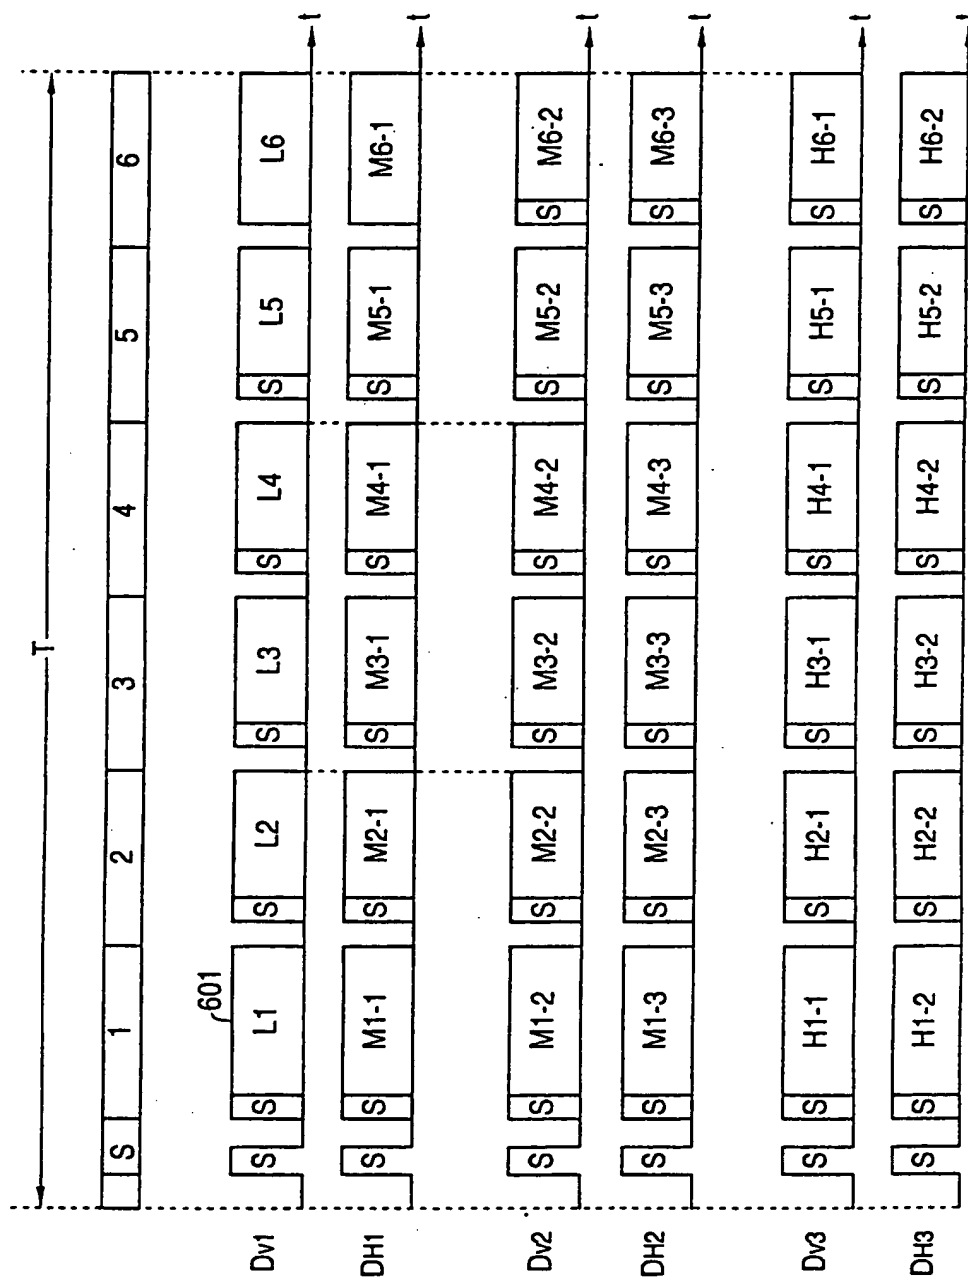 T
S 1 2 3 4 5 6
601
Dv1 S S L1 S L2 S L3 S L4 S L5 L6 t
DH1 S S M1-1 S M2-1 S M3-1 S M4-1 S M5-1 M6-1 t
Dv2 S S M1-2 S M2-2 S M3-2 S M4-2 S M5-2 S M6-2 t
DH2 S S M1-3 S M2-3 S M3-3 S M4-3 S M5-3 S M6-3 t
Dv3 S S H1-1 S H2-1 S H3-1 S H4-1 S H5-1 S H6-1 t
DH3 S S H1-2 S H2-2 S H3-2 S H4-2 S H5-2 S H6-2 t